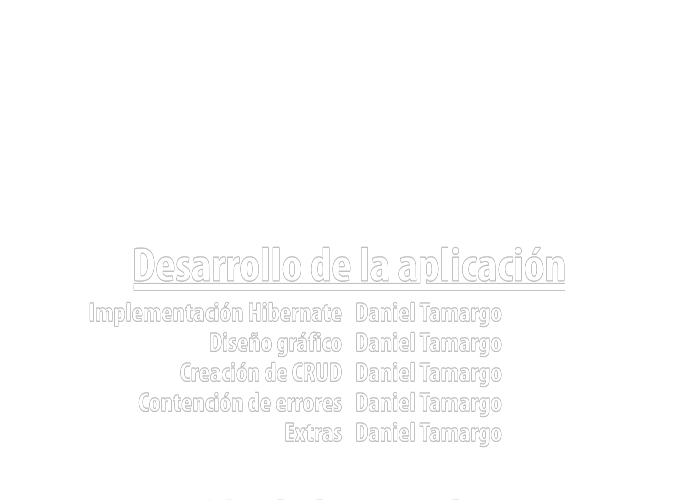 Desarrollo de la aplicación
Implementación Hibernate Daniel Tamargo
Diseño gráfico Daniel Tamargo
Creación de CRUD Daniel Tamargo
Contención de errores Daniel Tamargo
Extras Daniel Tamargo